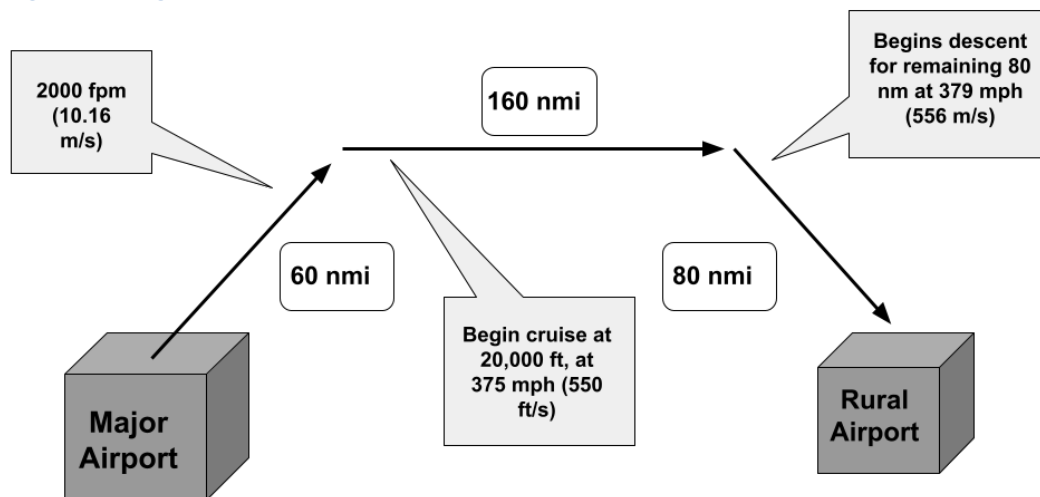 2000 fpm
(10.16
m/s)
160 nmi
Begins descent
for remaining 80
nm at 379 mph
(556 m/s)
60 nmi
80 nmi
Begin cruise at
20,000 ft, at
375 mph (550
ft/s)
Major
Airport
Rural
Airport